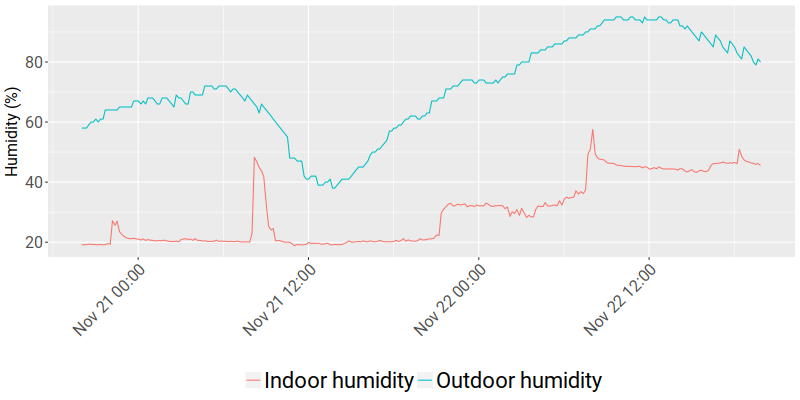 Humidity (%)
80
60
40
20
Nov 21 00:00
Nov 21 12:00
Nov 22 00:00
Nov 22 12:00
Indoor humidity Outdoor humidity